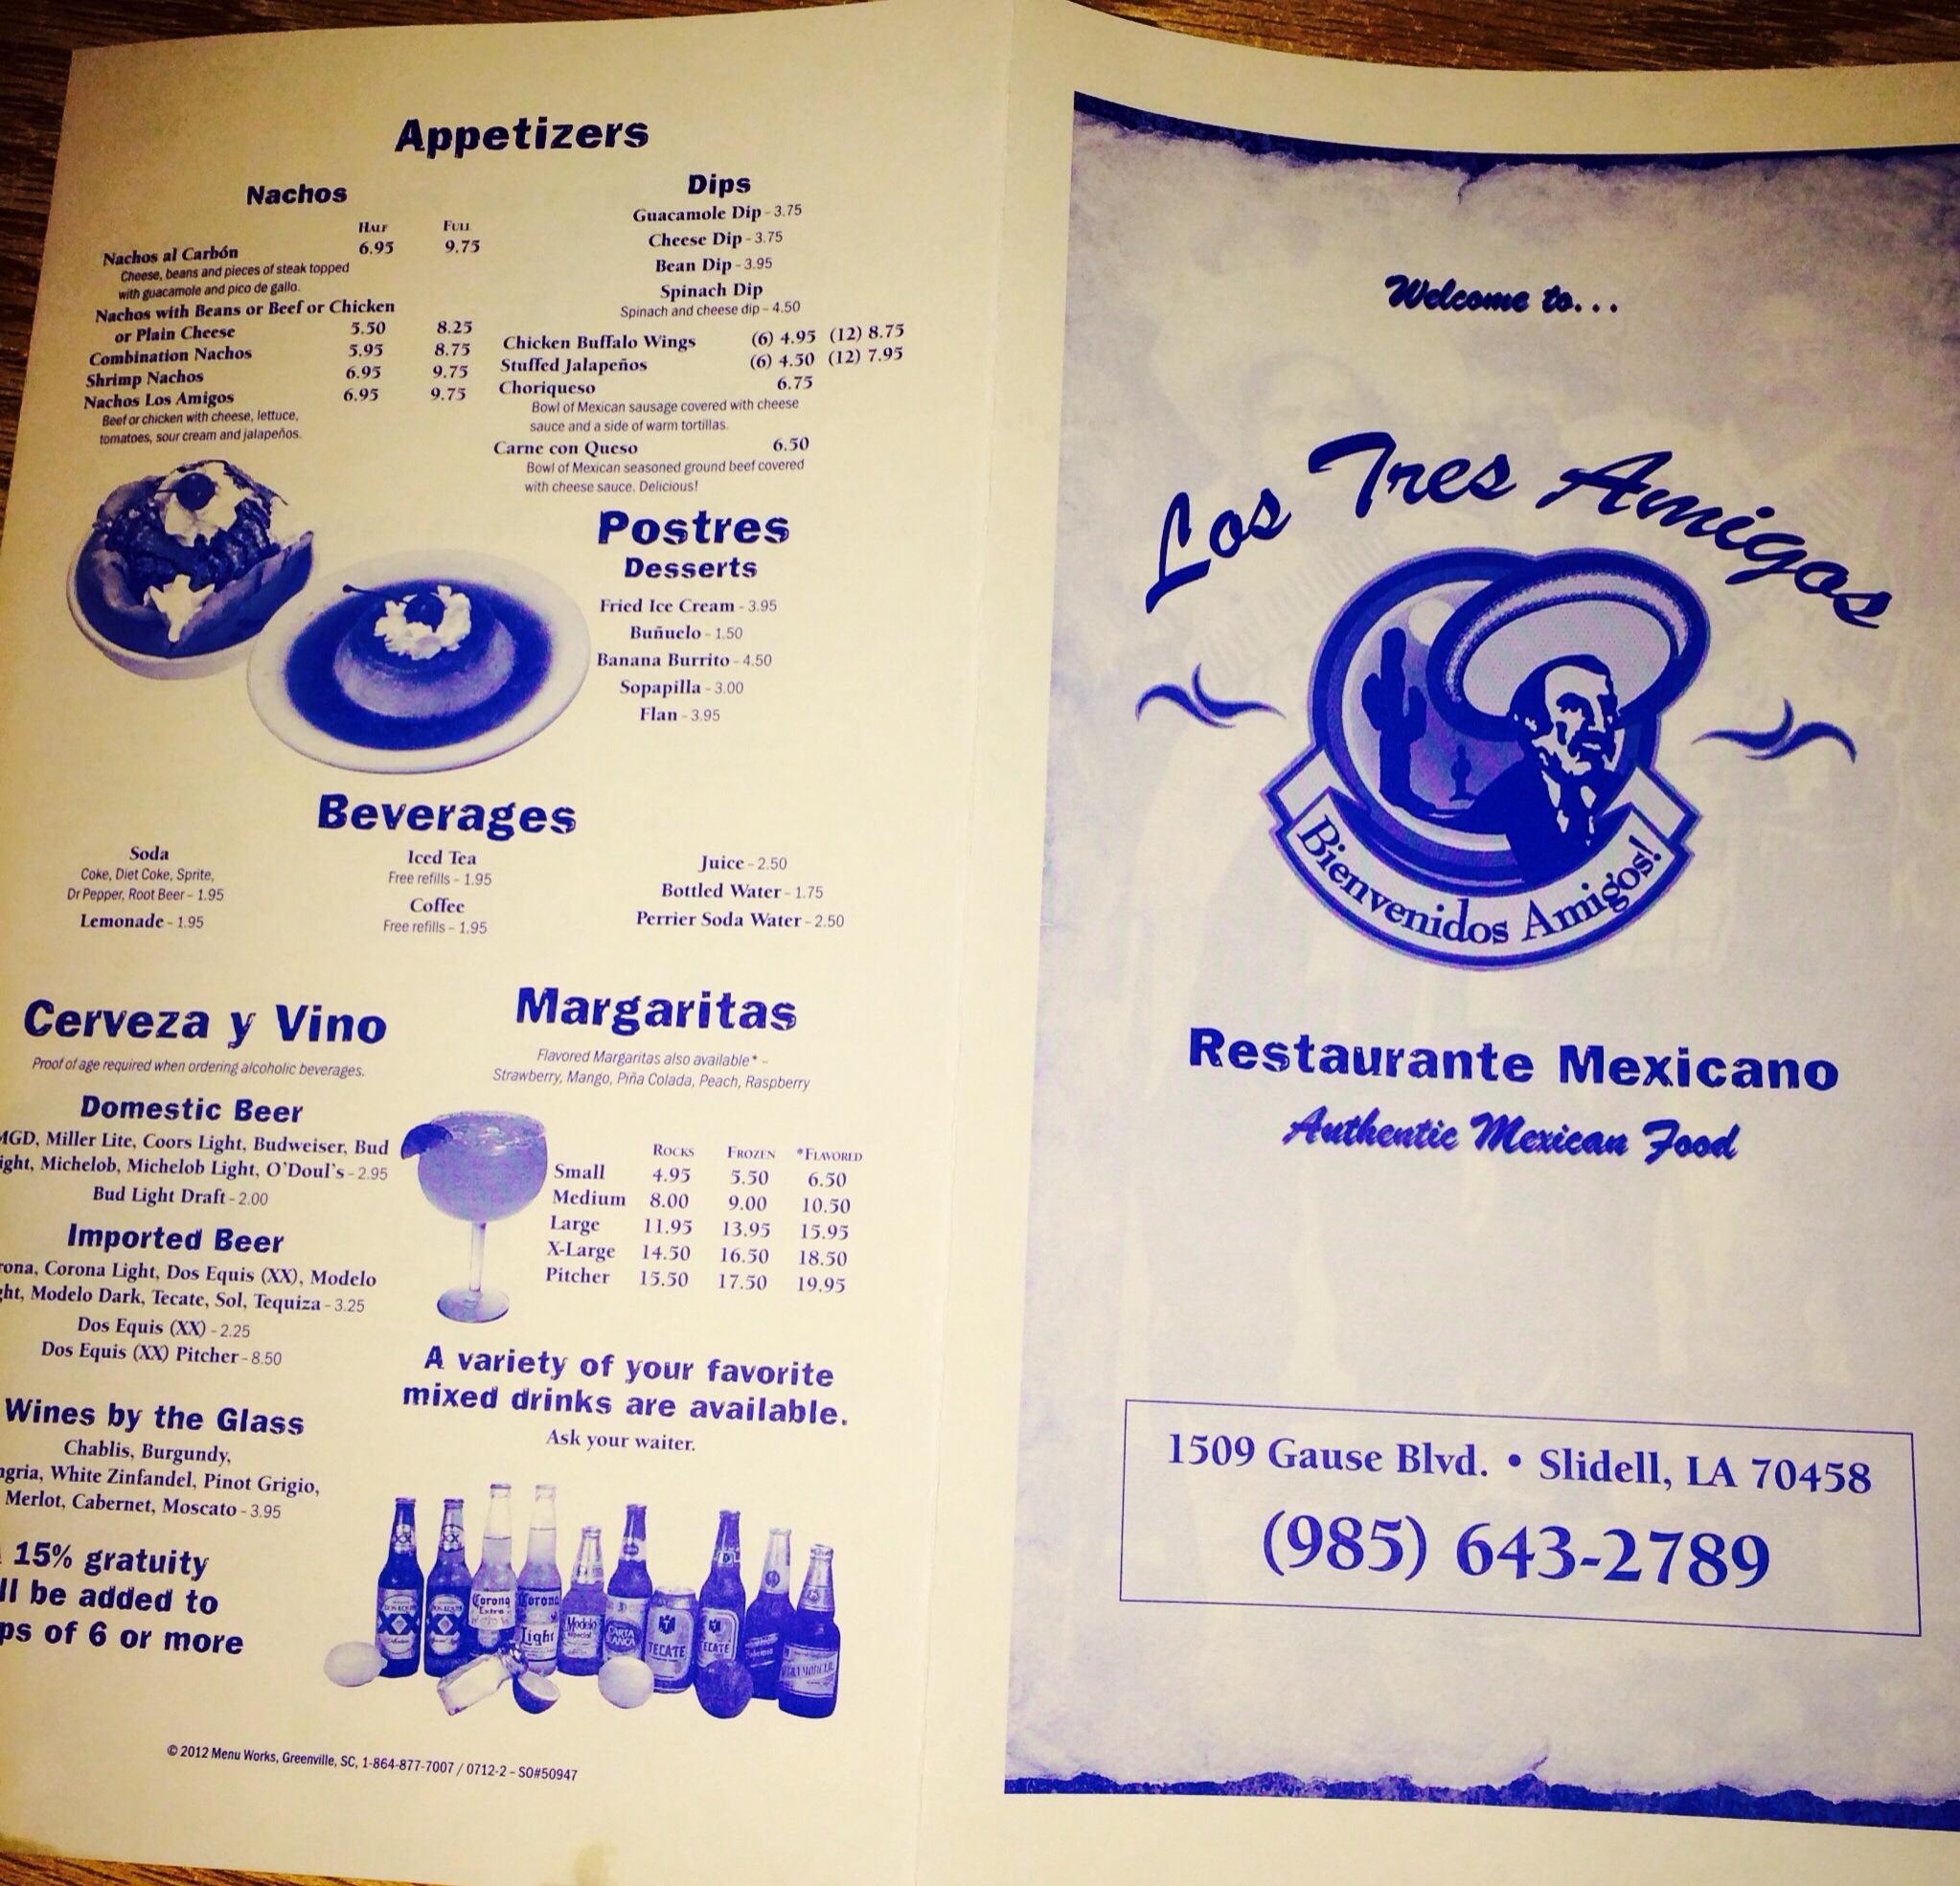 Appetizers
Nachos
HALF FULL
Nachos al Carbón 6.95 9.75
Cheese, beans and pieces of steak topped
with guacamole and pico de gallo.
Nachos with Beans or Beef or Chicken
or Plain Cheese 5.50 8.25
Combination Nachos 5.95 8.75
Shrimp Nachos 6.95 9.75
Nachos Los Amigos 6.95 9.75
Beef or chicken with cheese, lettuce,
tomatoes, sour cream and jalapeños.
Dips
Guacamole Dip - 3.75
Cheese Dip - 3.75
Bean Dip - 3.95
Spinach Dip
Spinach and cheese dip - 4.50
Chicken Buffalo Wings (6) 4.95 (12) 8.75
Stuffed Jalapeños (6) 4.50 (12) 7.95
Choriqueso 6.75
Bowl of Mexican sausage covered with cheese
sauce and a side of warm tortillas.
Carne con Queso 6.50
Bowl of Mexican seasoned ground beef covered
with cheese sauce. Delicious!
Postres
Desserts
Fried Ice Cream - 3.95
Buñuelo - 1.50
Banana Burrito - 4.50
Sopapilla - 3.00
Flan - 3.95
Beverages
Soda
Coke, Diet Coke, Sprite,
Dr Pepper, Root Beer - 1.95
Lemonade - 1.95
Iced Tea
Free refills - 1.95
Coffee
Free refills - 1.95
Juice - 2.50
Bottled Water - 1.75
Perrier Soda Water - 2.50
Cerveza y Vino
Proof of age required when ordering alcoholic beverages.
Domestic Beer
MGD, Miller Lite, Coors Light, Budweiser, Bud
ight, Michelob, Michelob Light, O'Doul's - 2.95
Bud Light Draft - 2.00
Imported Beer
rona, Corona Light, Dos Equis (XX), Modelo
ght, Modelo Dark, Tecate, Sol, Tequiza - 3.25
Dos Equis (XX) - 2.25
Dos Equis (XX) Pitcher - 8.50
Wines by the Glass
Chablis, Burgundy,
ngria, White Zinfandel, Pinot Grigio,
Merlot, Cabernet, Moscato - 3.95
15% gratuity
ll be added to
ps of 6 or more
Margaritas
Flavored Margaritas also available* -
Strawberry, Mango, Piña Colada, Peach, Raspberry
ROCKS FROZEN *FLAVORED
Small 4.95 5.50 6.50
Medium 8.00 9.00 10.50
Large 11.95 13.95 15.95
X-Large 14.50 16.50 18.50
Pitcher 15.50 17.50 19.95
A variety of your favorite
mixed drinks are available.
Ask your waiter.
XX XX Corona Extra Corona Light Modelo Especial CARTA BLANCA TECATE TECATE
© 2012 Menu Works, Greenville, SC, 1-864-877-7007 / 0712-2 - SO#50947
Welcome to...
Los Tres Amigos
Bienvenidos Amigos!
Restaurante Mexicano
Authentic Mexican Food
1509 Gause Blvd. • Slidell, LA 70458
(985) 643-2789